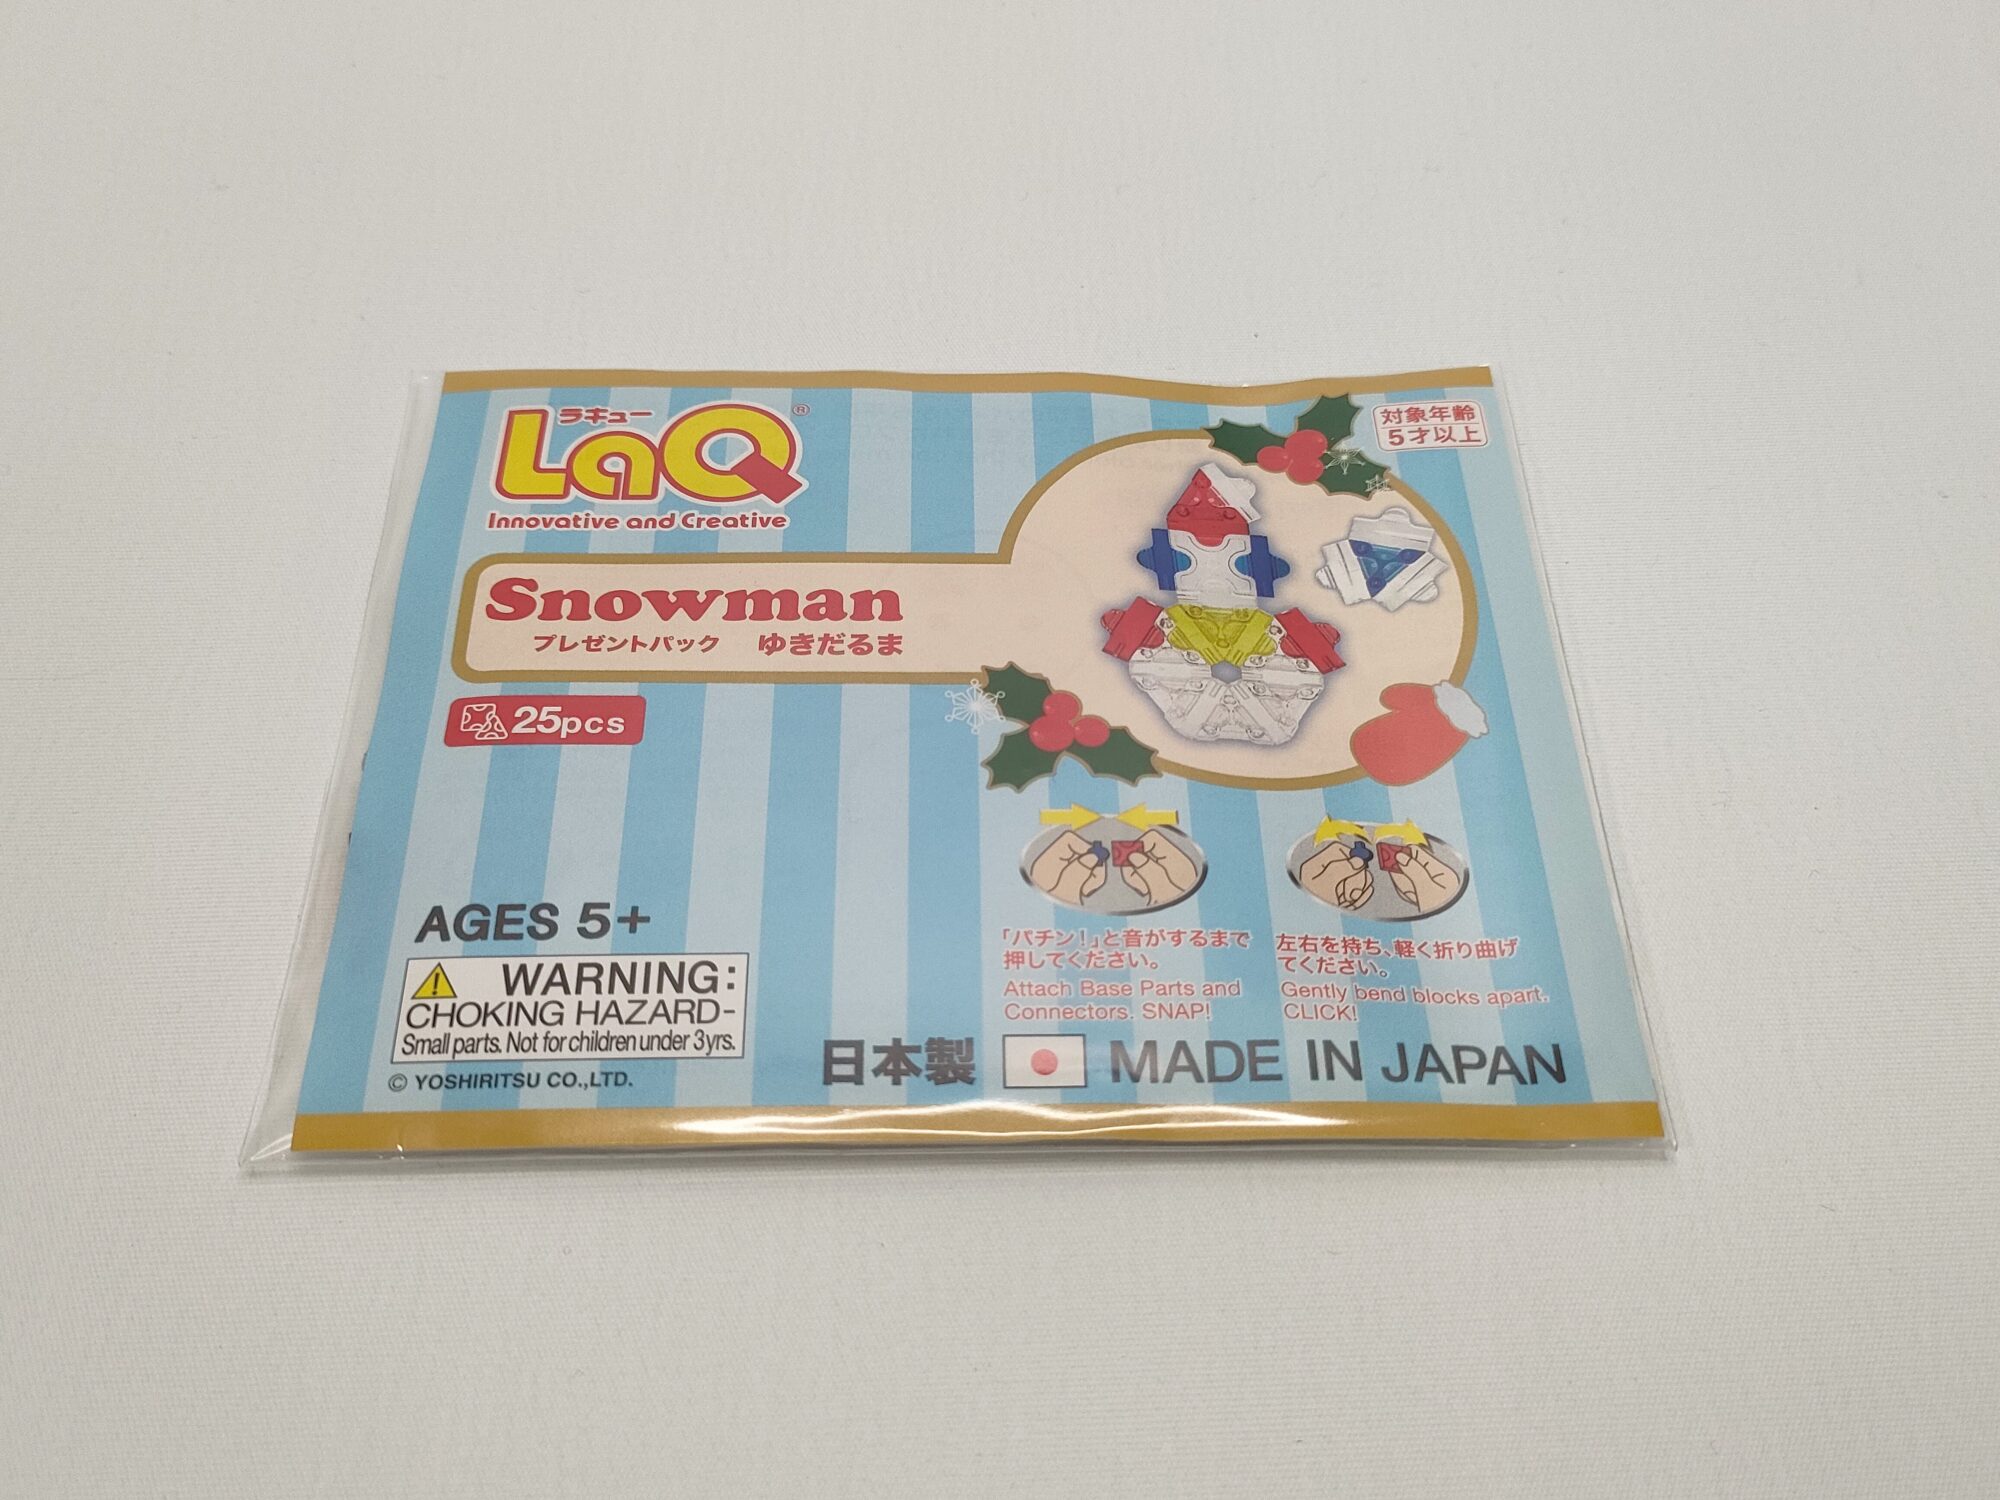 ラキュー
LaQ®
Innovative and Creative
対象年齢
5才以上
Snowman
プレゼントパック ゆきだるま
25pcs
「パチン!」と音がするまで
押してください。
Attach Base Parts and
Connectors. SNAP!
左右を持ち、軽く折り曲げ
てください。
Gently bend blocks apart.
CLICK!
AGES 5+
WARNING:
CHOKING HAZARD-
Small parts. Not for children under 3yrs.
© YOSHIRITSU CO.,LTD.
日本製 MADE IN JAPAN